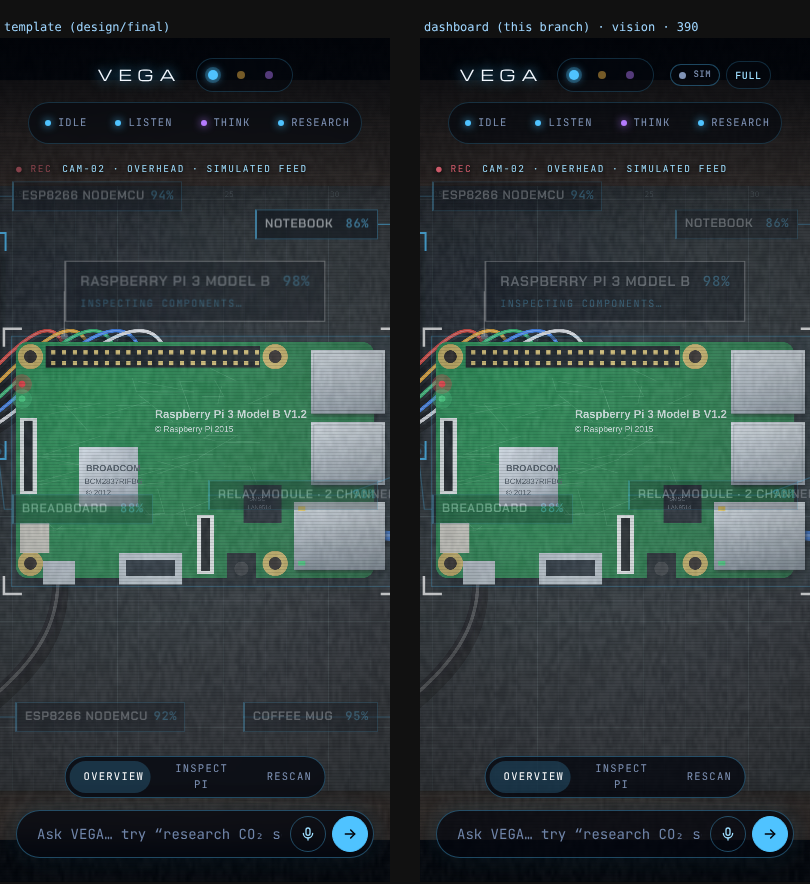 template (design/final)
VEGA
IDLE LISTEN THINK RESEARCH
REC CAM-02 · OVERHEAD · SIMULATED FEED
ESP8266 NODEMCU 94%
NOTEBOOK 86%
RASPBERRY PI 3 MODEL B 98%
INSPECTING COMPONENTS…
Raspberry Pi 3 Model B V1.2
© Raspberry Pi 2015
BROADCOM
BCM2837RIFB
© 2012
RELAY MODULE · 2 CHANNEL
BREADBOARD 88%
ESP8266 NODEMCU 92%
COFFEE MUG 95%
OVERVIEW INSPECT PI RESCAN
Ask VEGA… try “research CO₂ s
dashboard (this branch) · vision · 390
VEGA SIM FULL
IDLE LISTEN THINK RESEARCH
REC CAM-02 · OVERHEAD · SIMULATED FEED
ESP8266 NODEMCU 94%
NOTEBOOK 86%
RASPBERRY PI 3 MODEL B 98%
INSPECTING COMPONENTS…
Raspberry Pi 3 Model B V1.2
© Raspberry Pi 2015
BROADCOM
BCM2837RIFB
© 2012
RELAY MODULE · 2 CHANNEL
BREADBOARD 88%
OVERVIEW INSPECT PI RESCAN
Ask VEGA… try “research CO₂ s